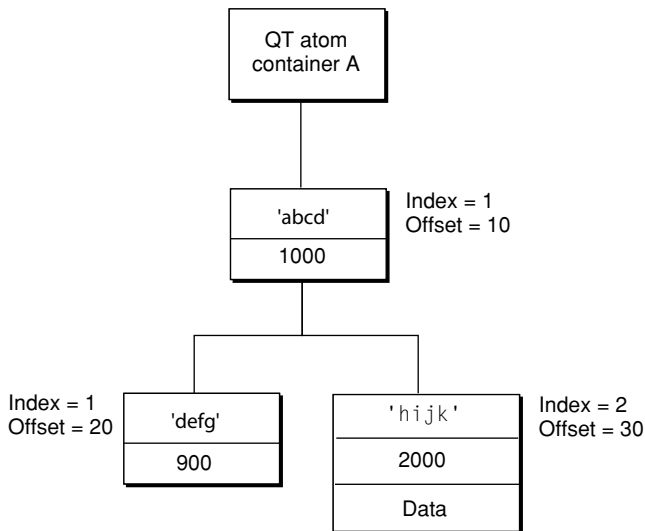 QT atom
container A
'abcd'
1000
Index = 1
Offset = 10
Index = 1
Offset = 20
'defg'
900
'hijk'
2000
Data
Index = 2
Offset = 30